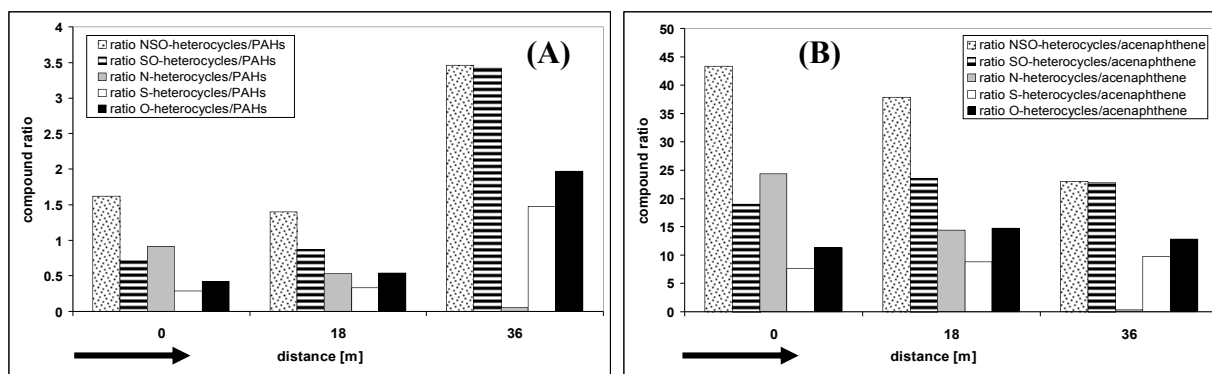 (A)
ratio NSO-heterocycles/PAHs
ratio SO-heterocycles/PAHs
ratio N-heterocycles/PAHs
ratio S-heterocycles/PAHs
ratio O-heterocycles/PAHs
compound ratio
4
3.5
3
2.5
2
1.5
1
0.5
0
0 18 36
distance [m]
(B)
ratio NSO-heterocycles/acenaphthene
ratio SO-heterocycles/acenaphthene
ratio N-heterocycles/acenaphthene
ratio S-heterocycles/acenaphthene
ratio O-heterocycles/acenaphthene
compound ratio
50
45
40
35
30
25
20
15
10
5
0
0 18 36
distance [m]